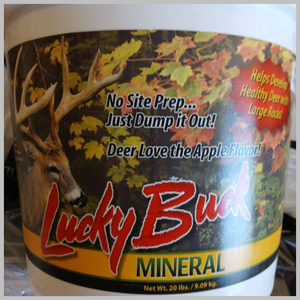 Helps Develop
Healthy Deer with
Large Racks!
No Site Prep...
Just Dump it Out!
Deer Love the Apple Flavor!
Lucky Buck
MINERAL
Net Wt. 20 lbs. / 9.09 kg.